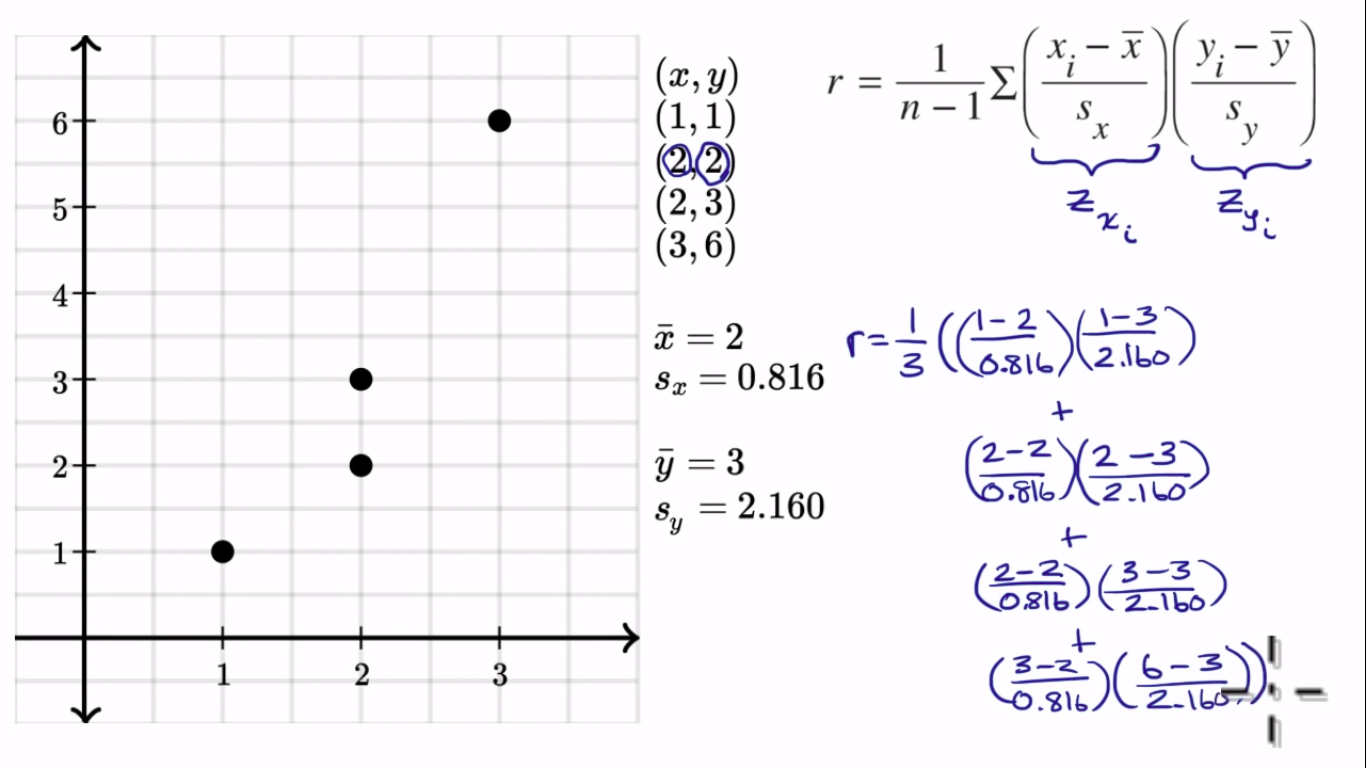 6
5
4
3
2
1
1 2 3
(x, y)
(1, 1)
(2, 2)
(2, 3)
(3, 6)
x̄ = 2
sₓ = 0.816
ȳ = 3
s_y = 2.160
r = 1/(n − 1) Σ ((x_i − x̄)/s_x) ((y_i − ȳ)/s_y)
z_{x_i} z_{y_i}
r = 1/3 (((1 − 2)/0.816) ((1 − 3)/2.160)
+
((2 − 2)/0.816) ((2 − 3)/2.160)
+
((2 − 2)/0.816) ((3 − 3)/2.160)
+
((3 − 2)/0.816) ((6 − 3)/2.160))